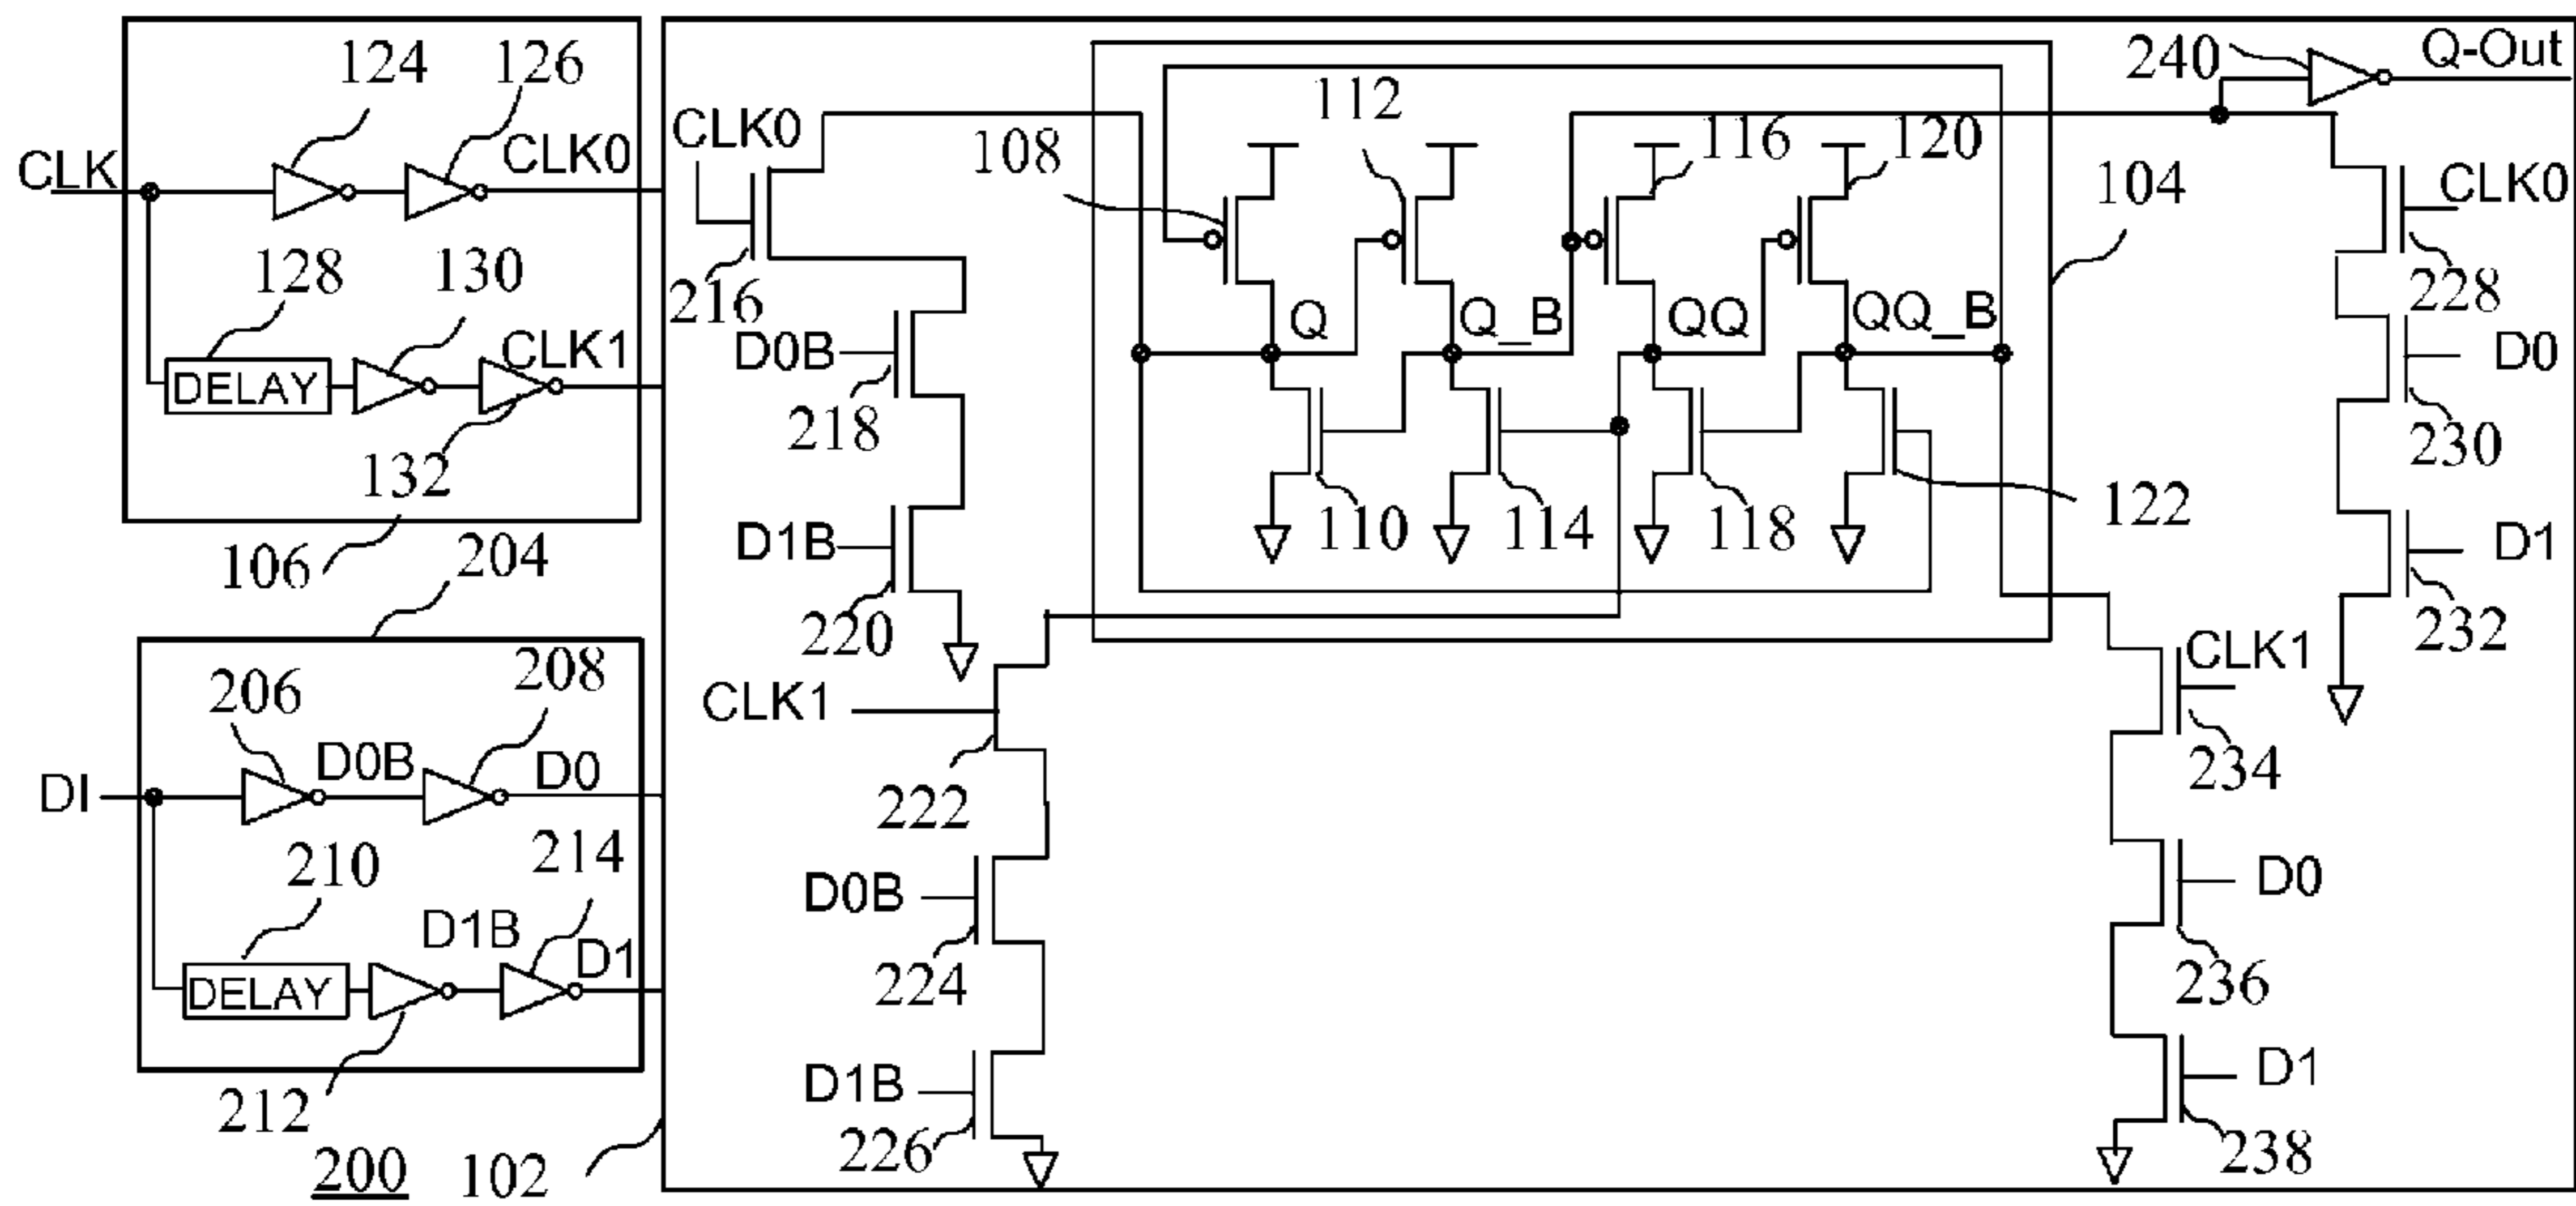 124
126
CLK
CLK0
128
130
CLK1
DELAY
132
106
204
206
208
DI
D0B
D0
210
214
D1B
D1
DELAY
212
200
102
CLK0
216
D0B
218
D1B
220
CLK1
222
D0B
224
D1B
226
108
112
116
120
104
Q
Q_B
QQ
QQ_B
110
114
118
122
240
Q-Out
CLK0
228
D0
230
D1
232
CLK1
234
D0
236
D1
238